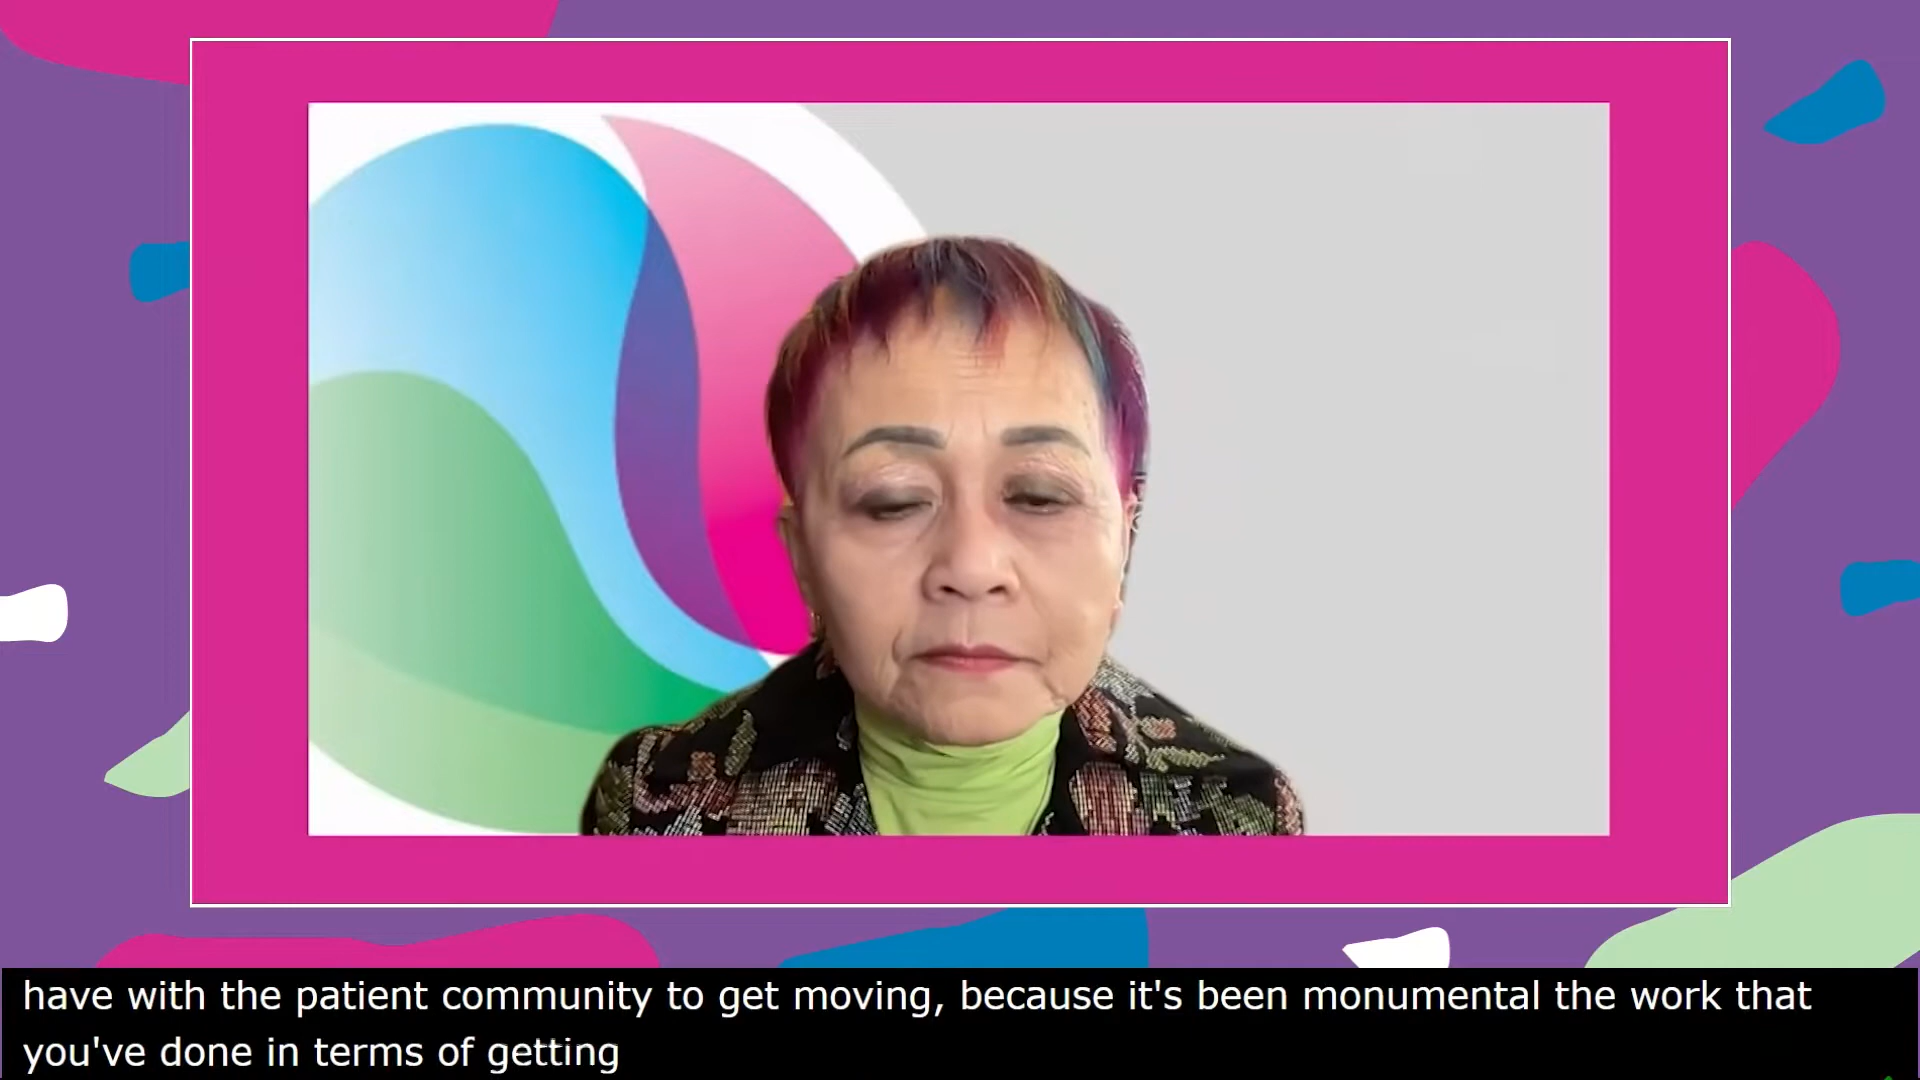 have with the patient community to get moving, because it's been monumental the work that
you've done in terms of getting